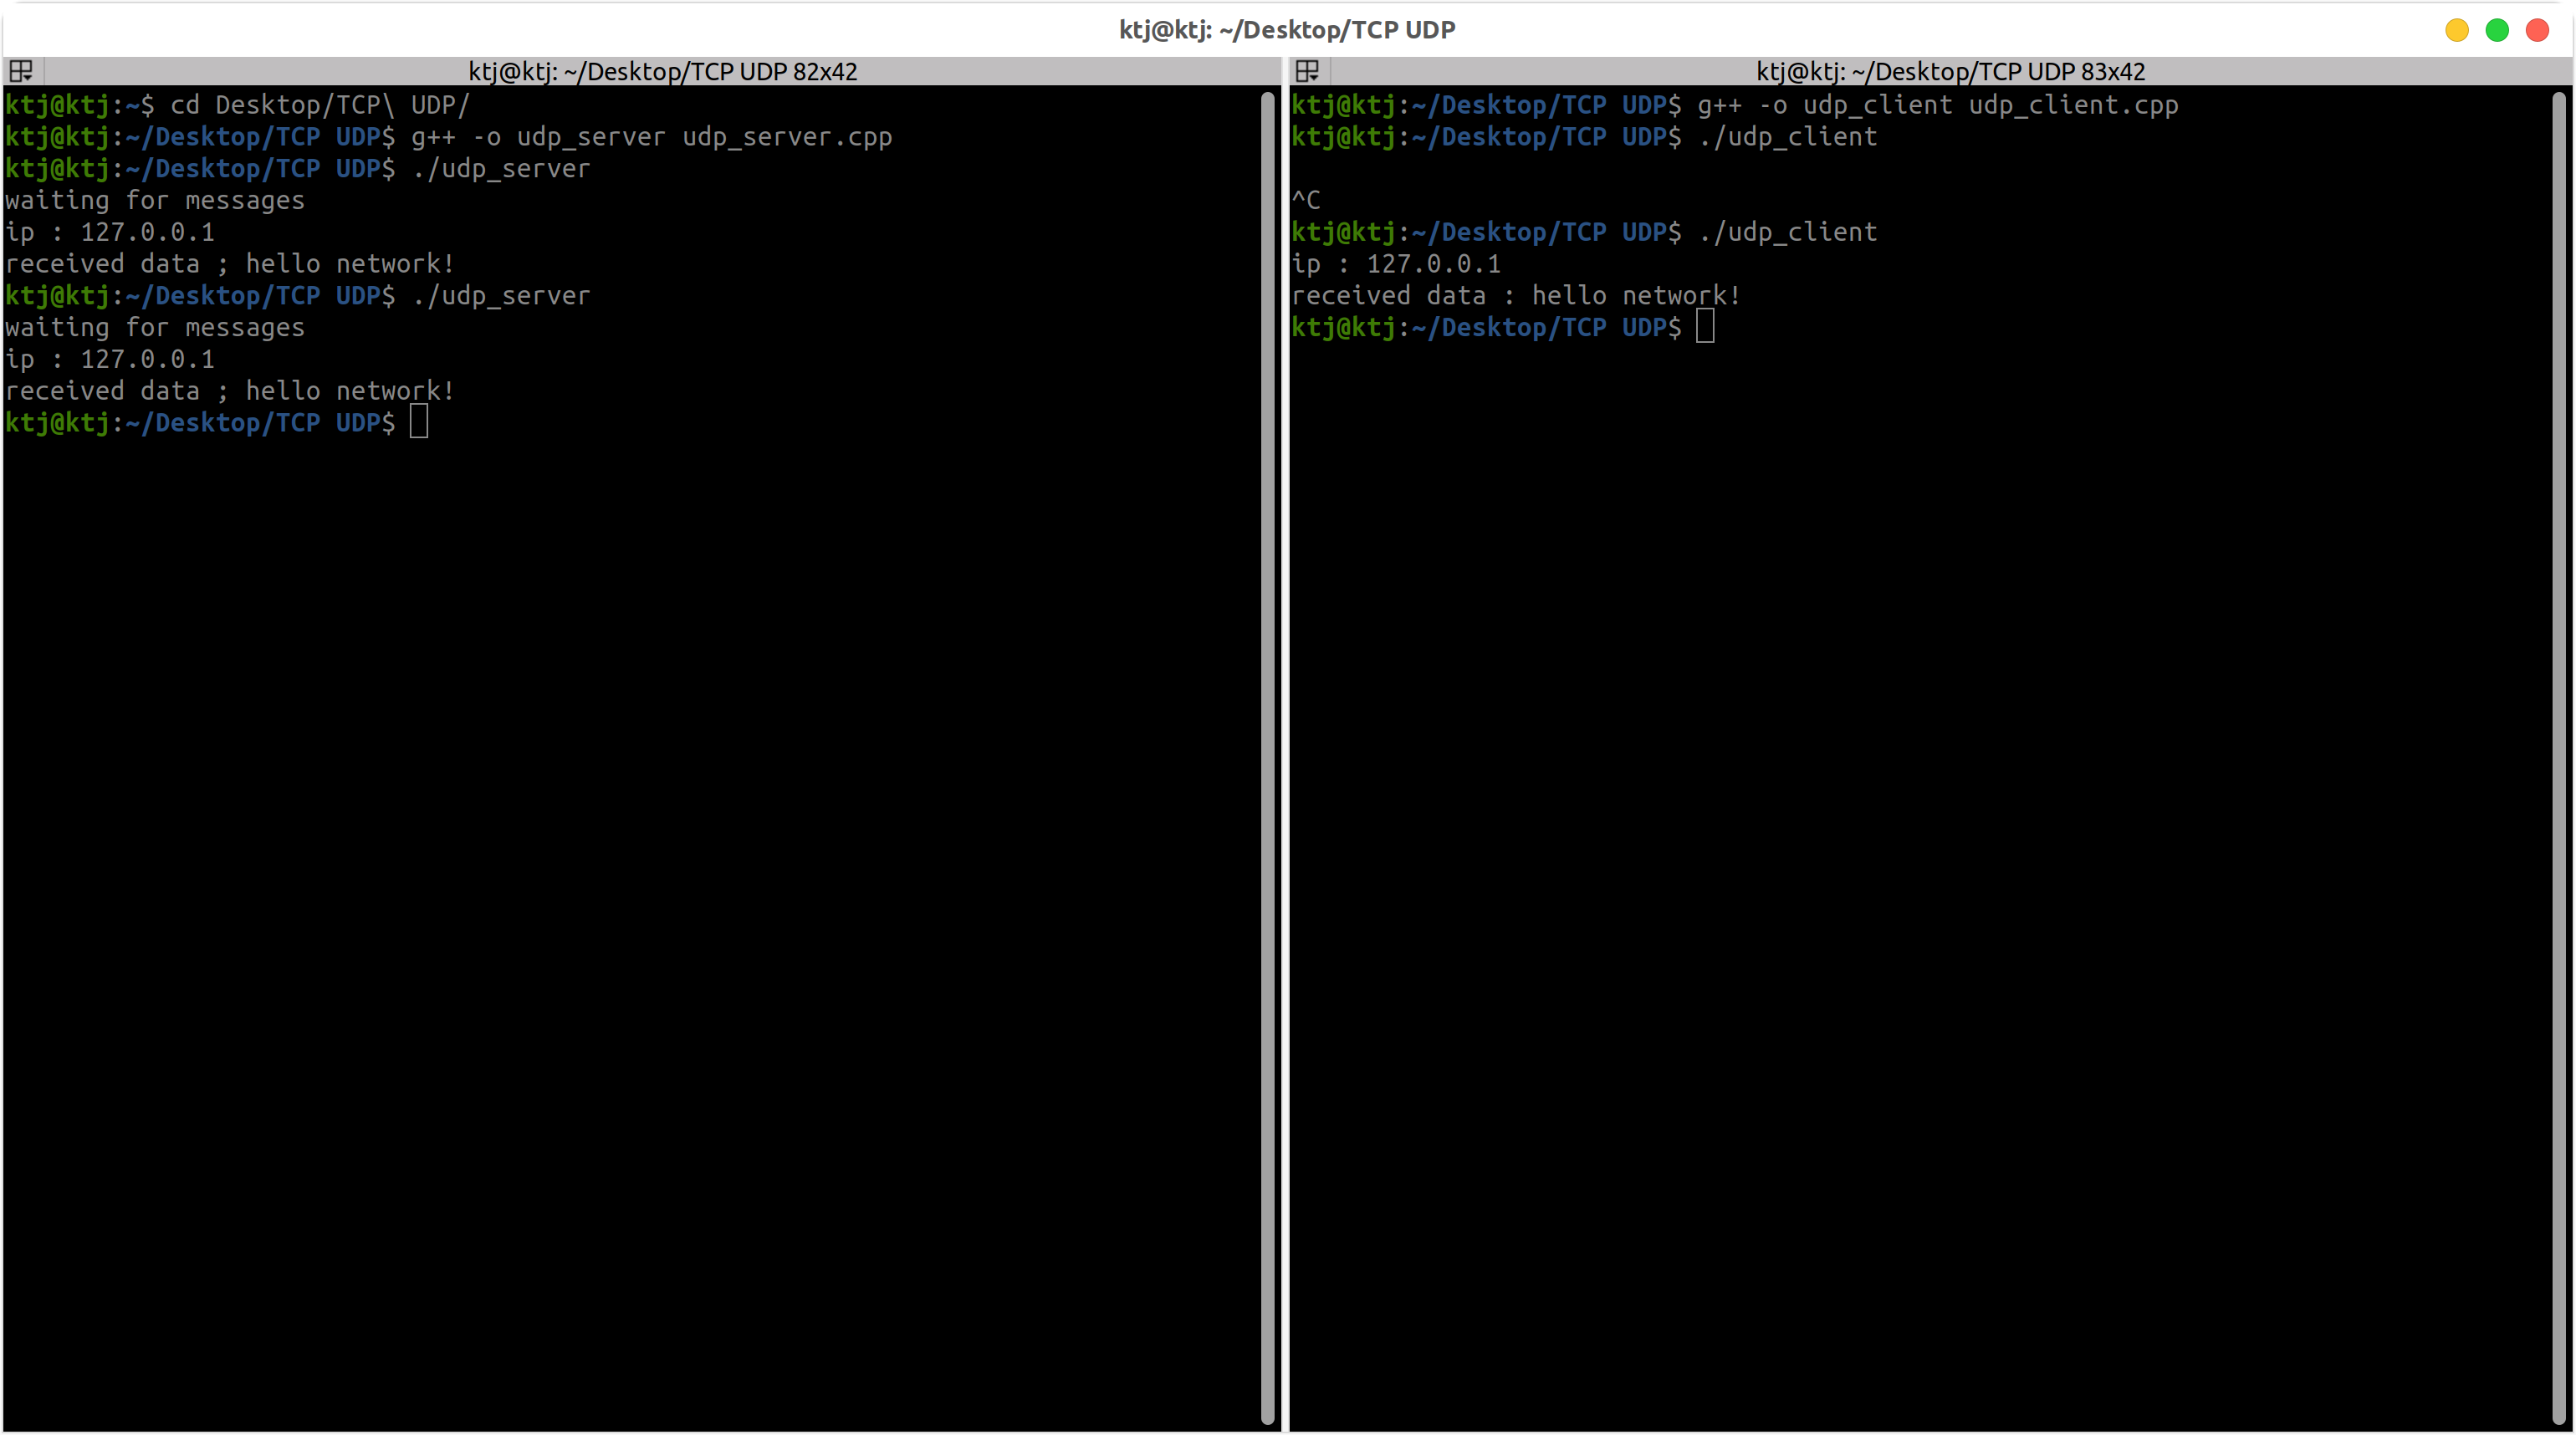 ktj@ktj: ~/Desktop/TCP UDP
ktj@ktj: ~/Desktop/TCP UDP 82x42
ktj@ktj:~$ cd Desktop/TCP\ UDP/
ktj@ktj:~/Desktop/TCP UDP$ g++ -o udp_server udp_server.cpp
ktj@ktj:~/Desktop/TCP UDP$ ./udp_server
waiting for messages
ip : 127.0.0.1
received data ; hello network!
ktj@ktj:~/Desktop/TCP UDP$ ./udp_server
waiting for messages
ip : 127.0.0.1
received data ; hello network!
ktj@ktj:~/Desktop/TCP UDP$
ktj@ktj: ~/Desktop/TCP UDP 83x42
ktj@ktj:~/Desktop/TCP UDP$ g++ -o udp_client udp_client.cpp
ktj@ktj:~/Desktop/TCP UDP$ ./udp_client
^C
ktj@ktj:~/Desktop/TCP UDP$ ./udp_client
ip : 127.0.0.1
received data : hello network!
ktj@ktj:~/Desktop/TCP UDP$